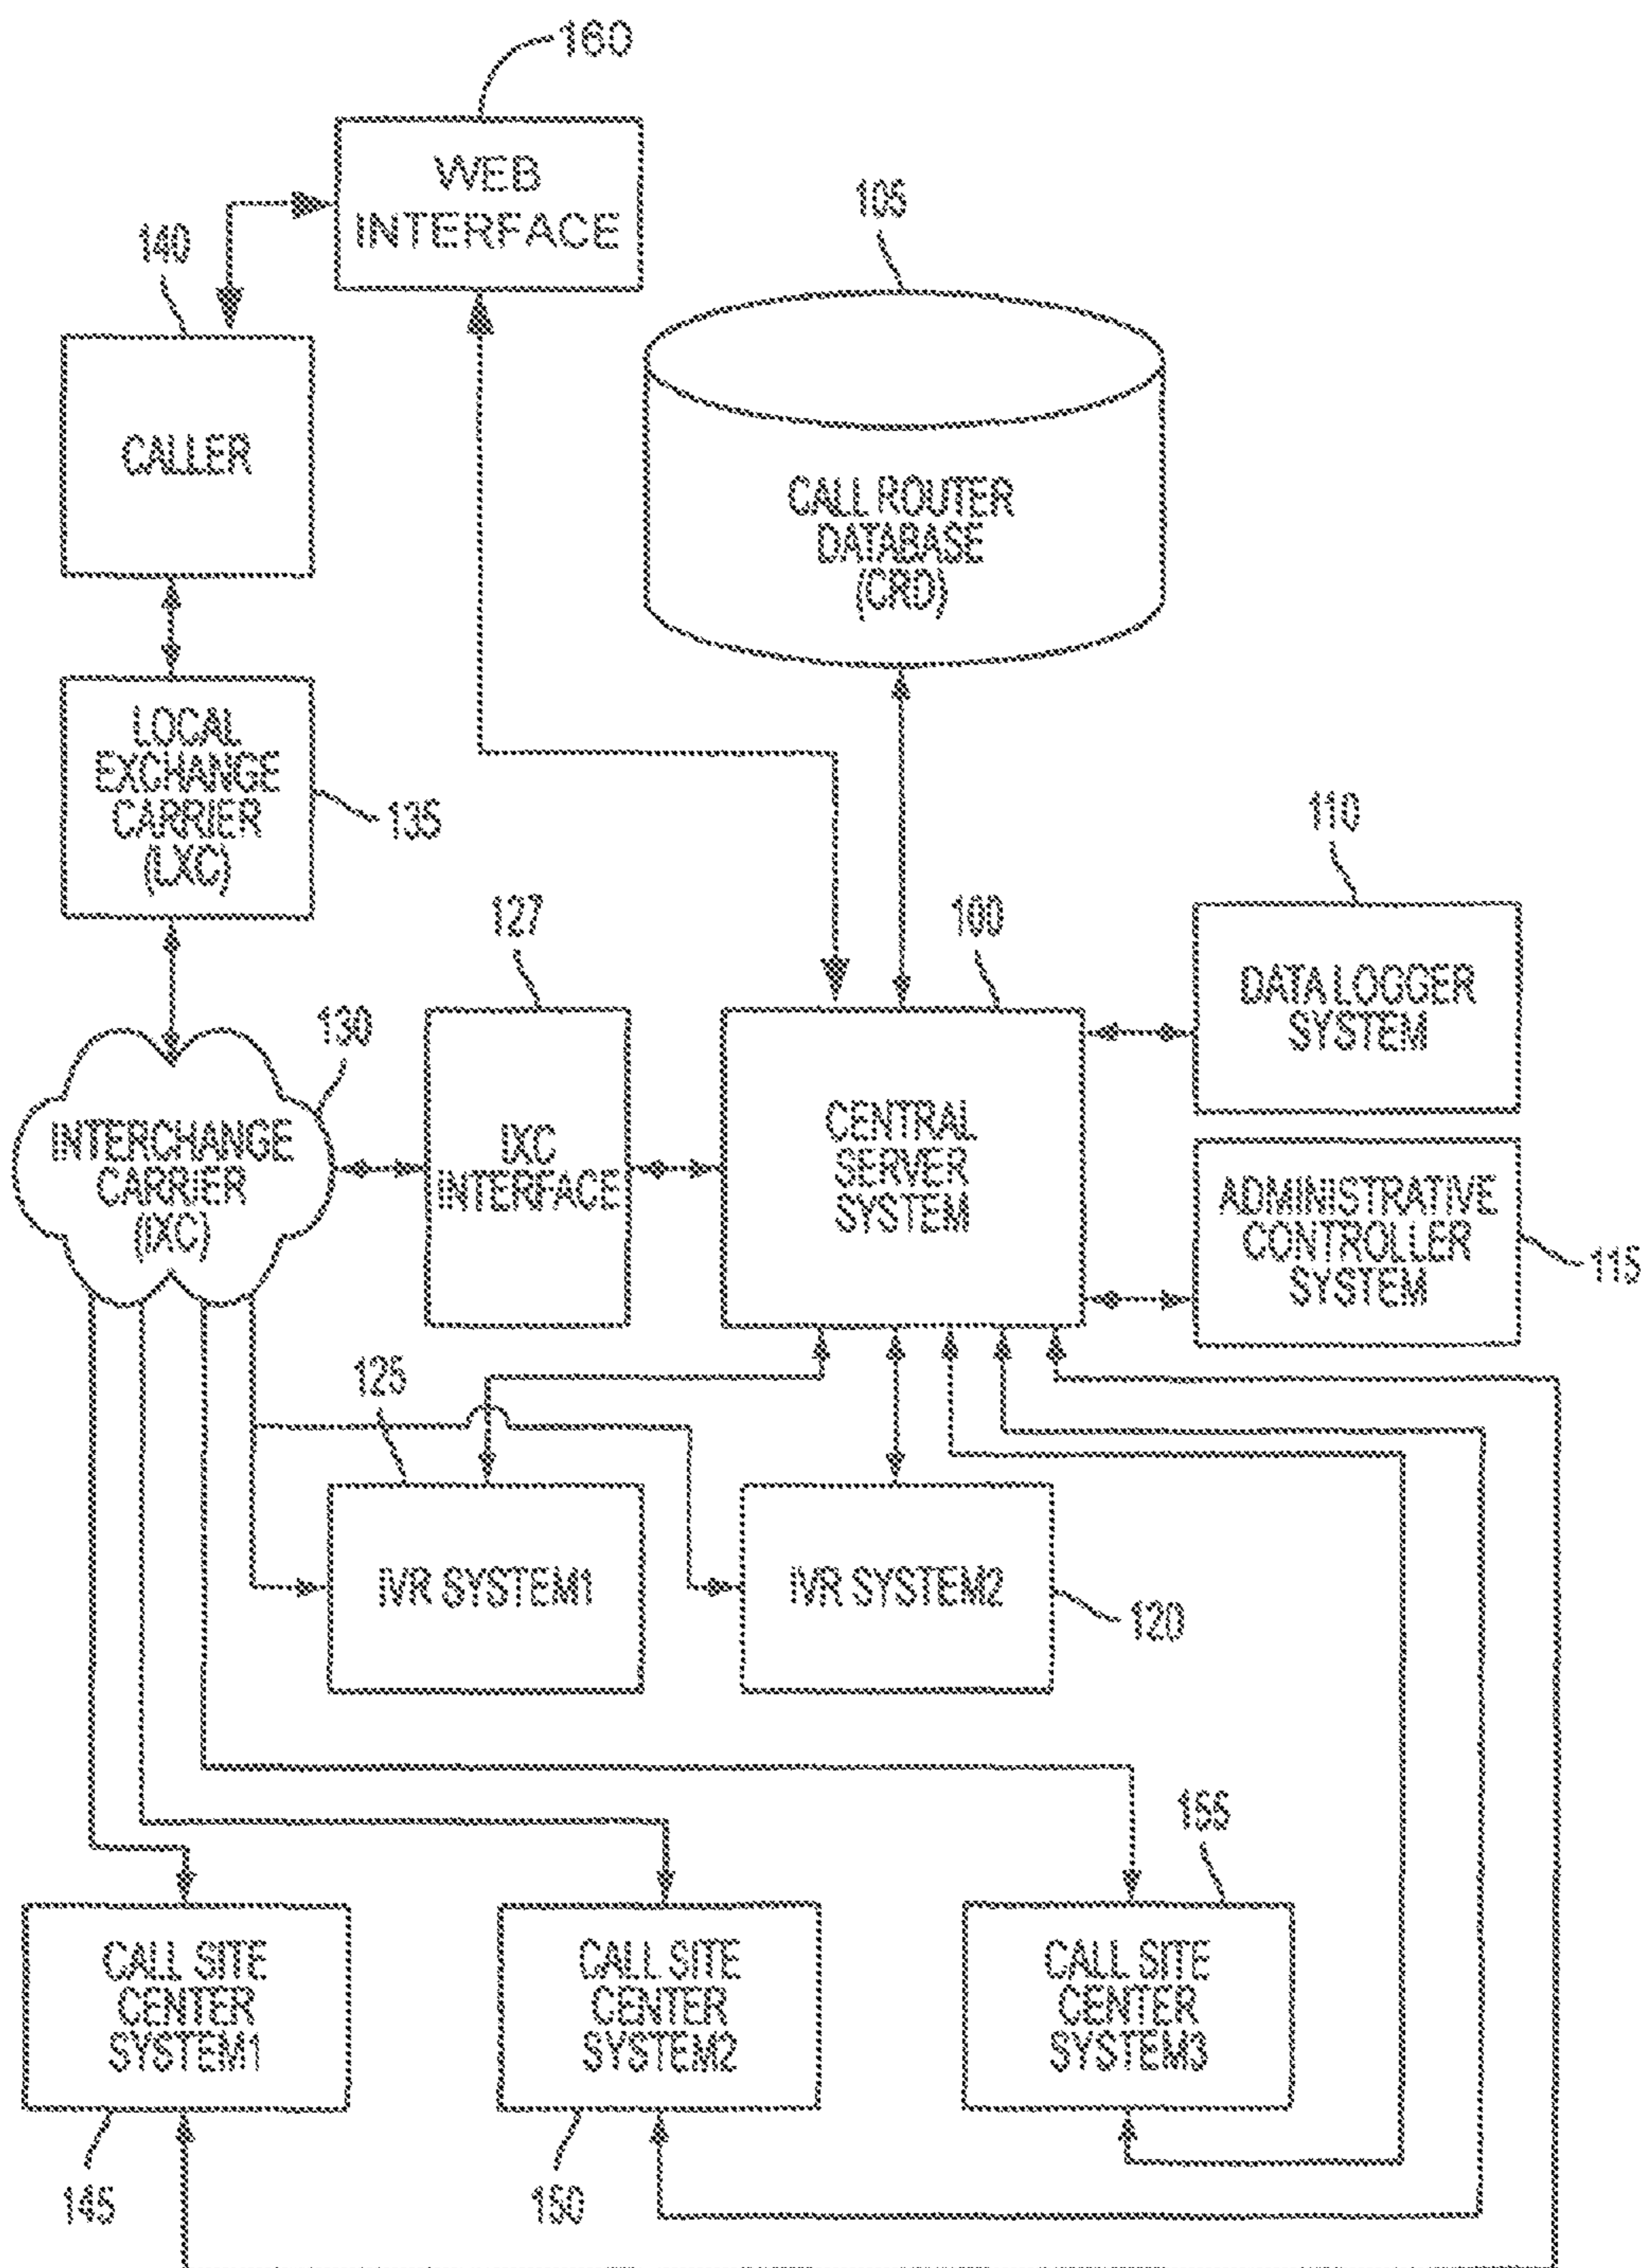 160
WEB
INTERFACE
105
140
CALLER
CALL ROUTER
DATABASE
(CRD)
LOCAL
EXCHANGE
CARRIER
(LXC)
135
110
127
100
DATA LOGGER
SYSTEM
130
INTERCHANGE
CARRIER
(IXC)
IXC
INTERFACE
CENTRAL
SERVER
SYSTEM
ADMINISTRATIVE
CONTROLLER
SYSTEM
115
125
IVR SYSTEM1
IVR SYSTEM2
120
155
CALL SITE
CENTER
SYSTEM1
CALL SITE
CENTER
SYSTEM2
CALL SITE
CENTER
SYSTEM3
145
150